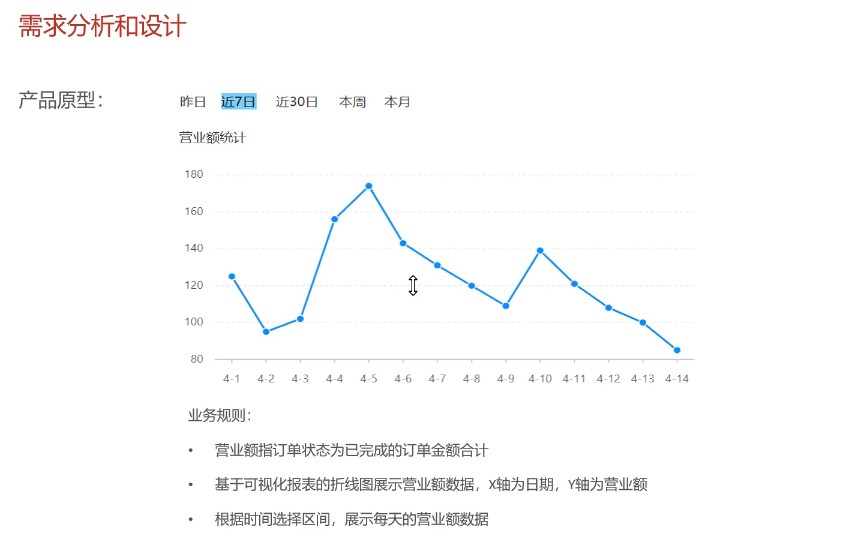 需求分析和设计
产品原型：
昨日 近7日 近30日 本周 本月
营业额统计
180
160
140
120
100
80
4-1 4-2 4-3 4-4 4-5 4-6 4-7 4-8 4-9 4-10 4-11 4-12 4-13 4-14
业务规则：
• 营业额指订单状态为已完成的订单金额合计
• 基于可视化报表的折线图展示营业额数据，X轴为日期，Y轴为营业额
• 根据时间选择区间，展示每天的营业额数据